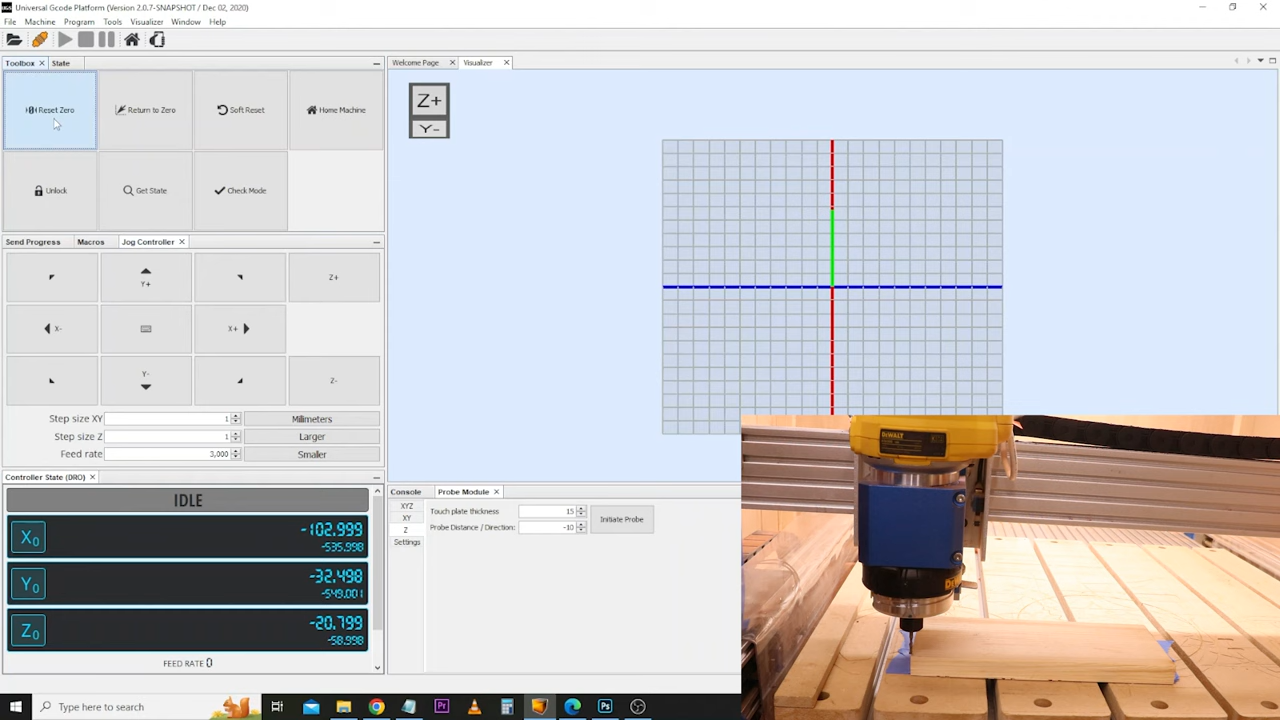 UGS Universal Gcode Platform (Version 2.0.7-SNAPSHOT / Dec 02, 2020)
File Machine Program Tools Visualizer Window Help
Toolbox State
Welcome Page Visualizer
Reset Zero Return to Zero Soft Reset Home Machine
Unlock Get State Check Mode
Z+
Y-
Send Progress Macros Jog Controller
Y+ Z+
X- X+
Y- Z-
Step size XY 1 Milimeters
Step size Z 1 Larger
Feed rate 3,000 Smaller
Controller State (DRO)
IDLE
X0 -102.999
-535.998
Y0 -32.498
-549.001
Z0 -20.799
-58.998
FEED RATE 0
Console Probe Module
XYZ
XY
Z
Settings
Touch plate thickness 15
Probe Distance / Direction: -10
Initiate Probe
DEWALT
DEWALT
Type here to search
Pr
Ps